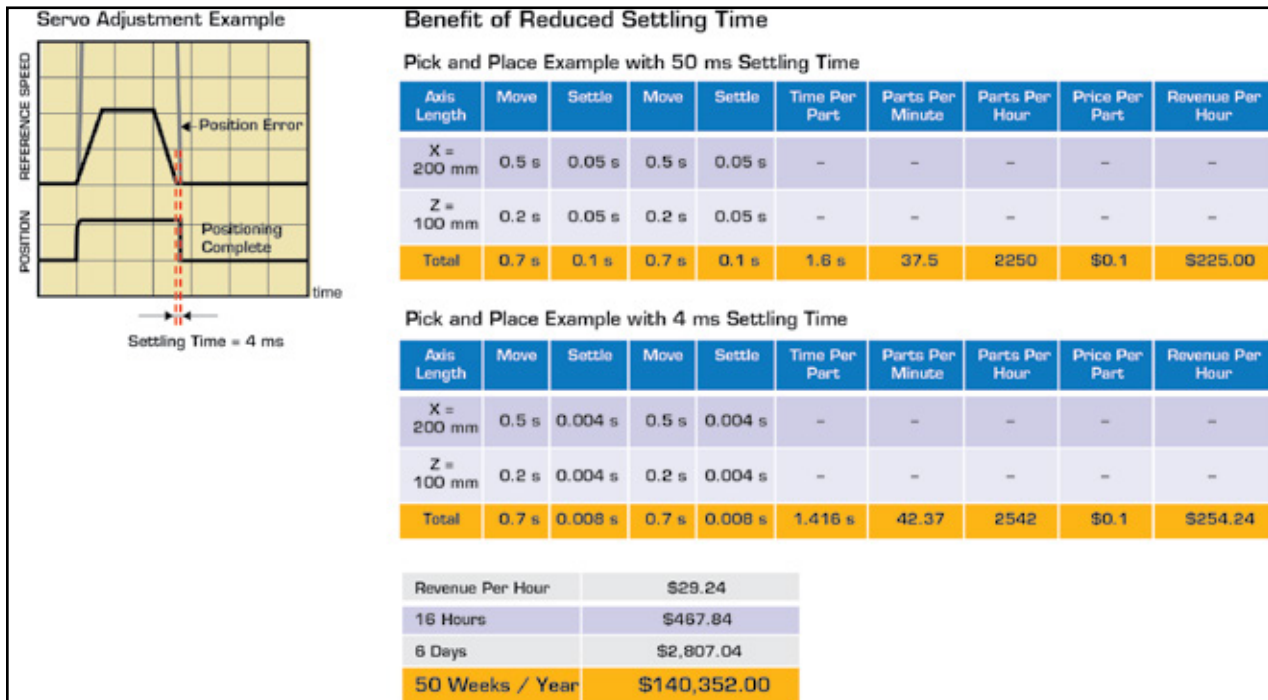 Servo Adjustment Example
REFERENCE SPEED
POSITION
Position Error
Positioning
Complete
time
Settling Time = 4 ms
Benefit of Reduced Settling Time
Pick and Place Example with 50 ms Settling Time
Axis Length Move Settle Move Settle Time Per Part Parts Per Minute Parts Per Hour Price Per Part Revenue Per Hour
X = 200 mm 0.5 s 0.05 s 0.5 s 0.05 s – – – – –
Z = 100 mm 0.2 s 0.05 s 0.2 s 0.05 s – – – – –
Total 0.7 s 0.1 s 0.7 s 0.1 s 1.6 s 37.5 2250 $0.1 $225.00
Pick and Place Example with 4 ms Settling Time
Axis Length Move Settle Move Settle Time Per Part Parts Per Minute Parts Per Hour Price Per Part Revenue Per Hour
X = 200 mm 0.5 s 0.004 s 0.5 s 0.004 s – – – – –
Z = 100 mm 0.2 s 0.004 s 0.2 s 0.004 s – – – – –
Total 0.7 s 0.008 s 0.7 s 0.008 s 1.416 s 42.37 2542 $0.1 $254.24
Revenue Per Hour $29.24
16 Hours $467.84
6 Days $2,807.04
50 Weeks / Year $140,352.00